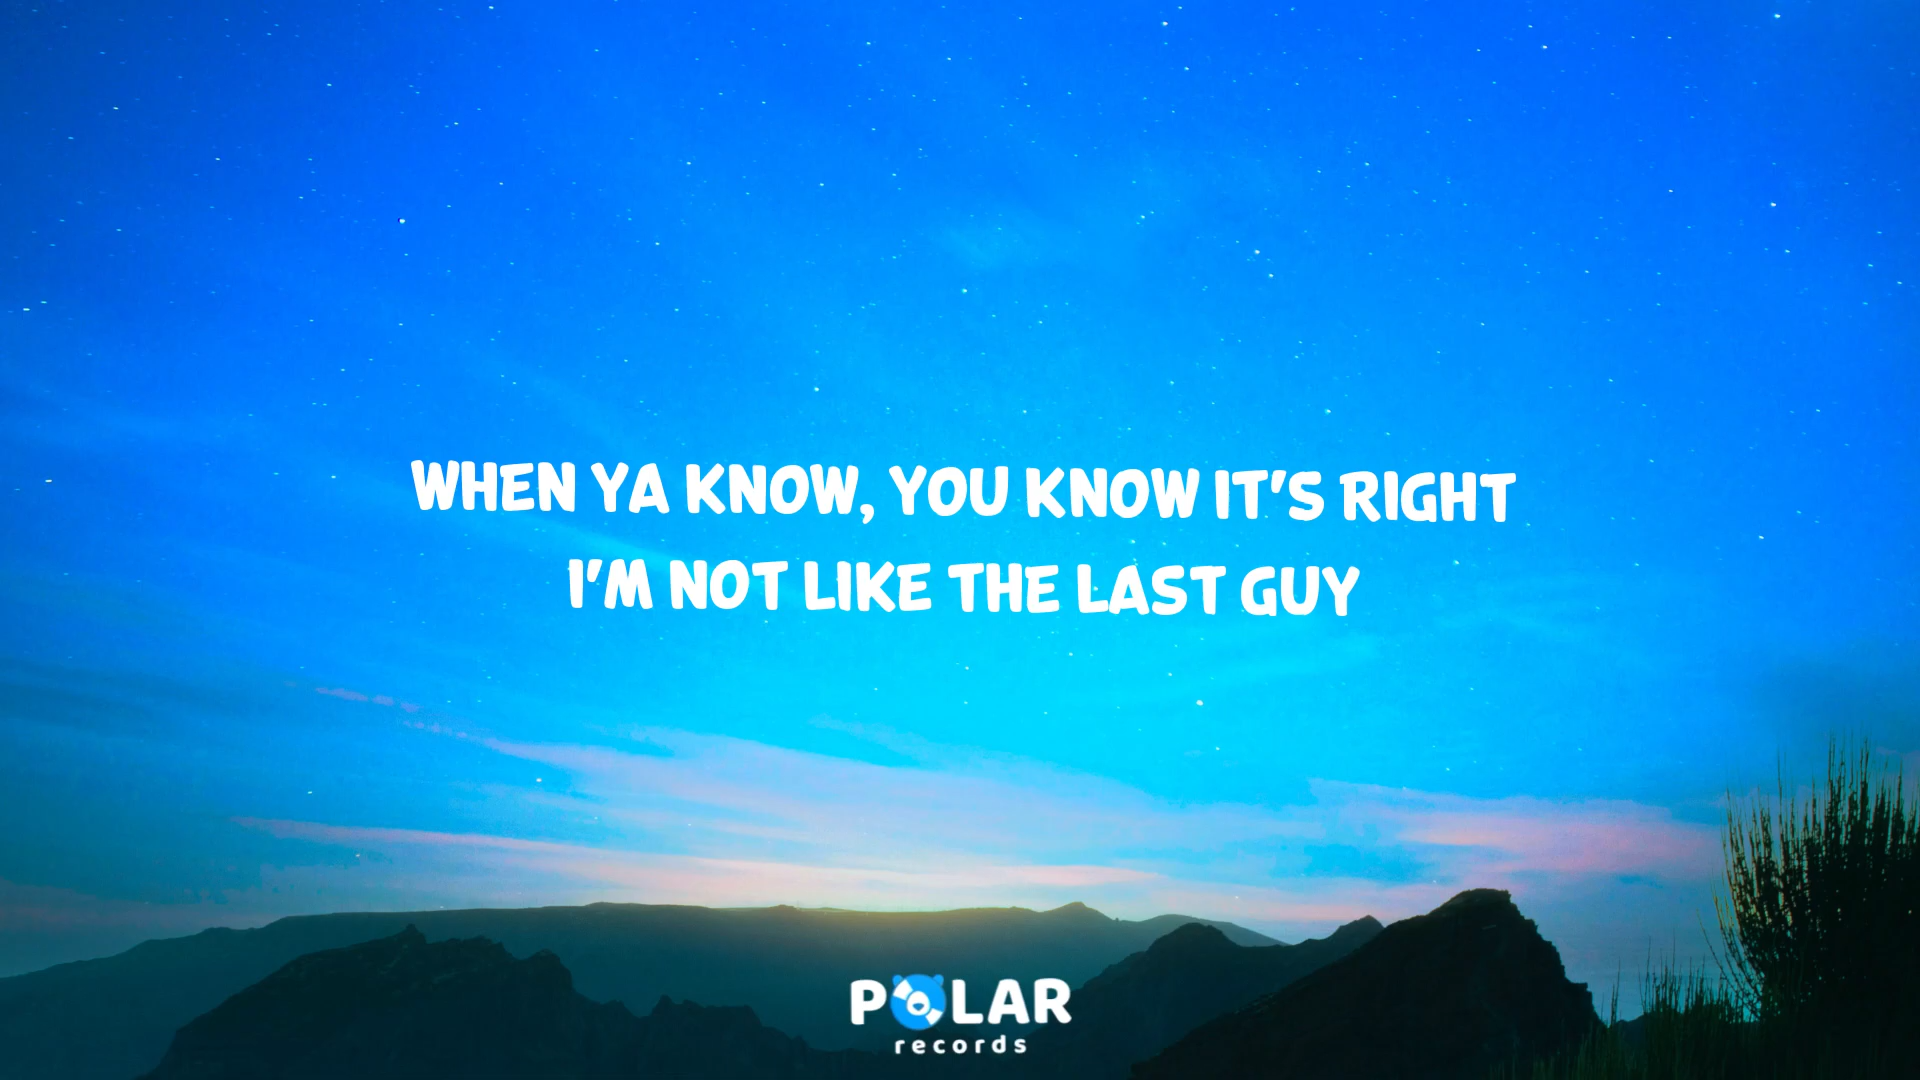 WHEN YA KNOW, YOU KNOW IT'S RIGHT
I'M NOT LIKE THE LAST GUY
POLAR
records